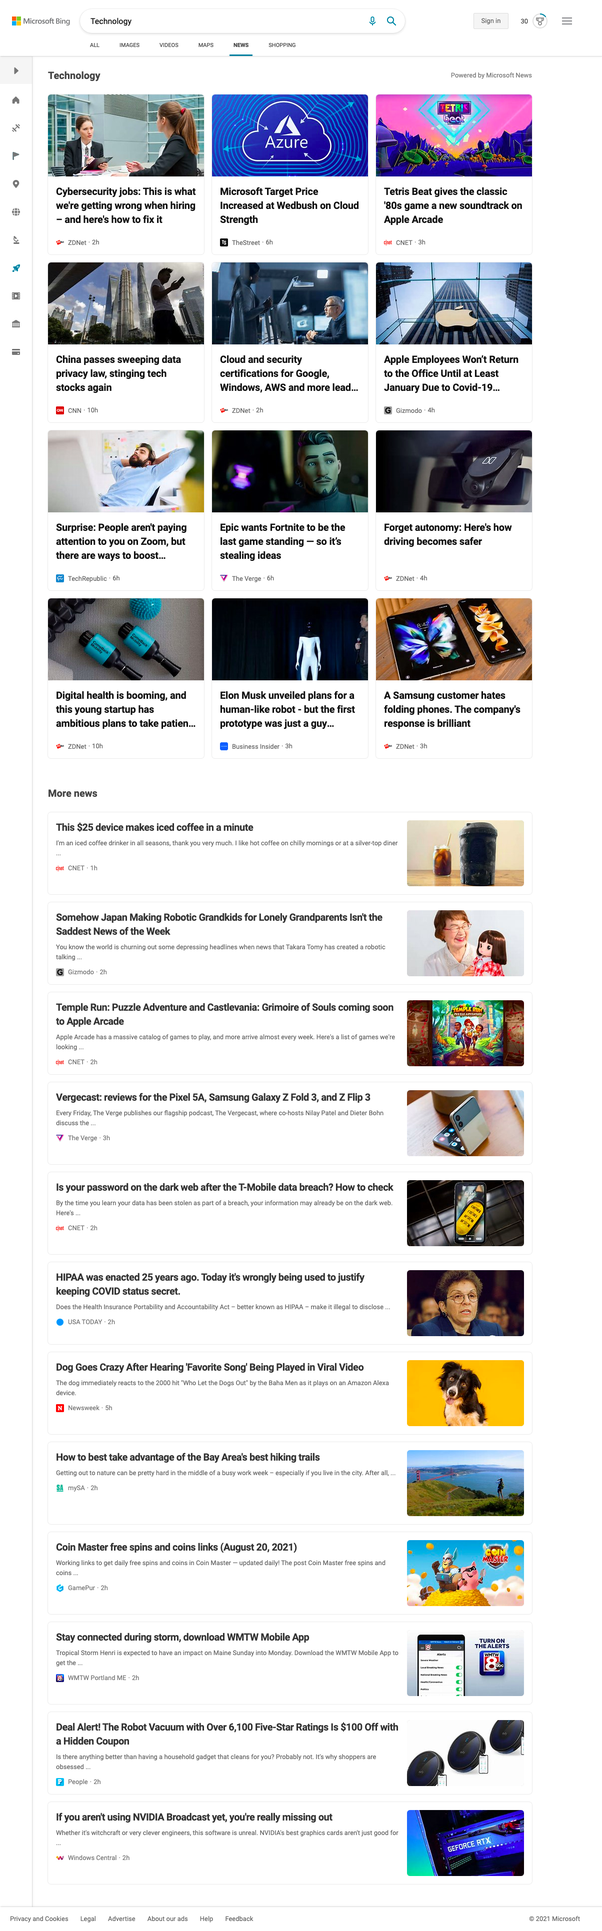 Microsoft Bing
Technology
Sign in
30
ALL IMAGES VIDEOS MAPS NEWS SHOPPING
Technology
Powered by Microsoft News
Azure
TETRIS
Cybersecurity jobs: This is what
we're getting wrong when hiring
– and here's how to fix it
ZDNet · 2h
Microsoft Target Price
Increased at Wedbush on Cloud
Strength
TheStreet · 6h
Tetris Beat gives the classic
'80s game a new soundtrack on
Apple Arcade
CNET · 3h
China passes sweeping data
privacy law, stinging tech
stocks again
CNN · 10h
Cloud and security
certifications for Google,
Windows, AWS and more lead...
ZDNet · 2h
Apple Employees Won't Return
to the Office Until at Least
January Due to Covid-19...
Gizmodo · 4h
Surprise: People aren't paying
attention to you on Zoom, but
there are ways to boost...
TechRepublic · 6h
Epic wants Fortnite to be the
last game standing — so it's
stealing ideas
The Verge · 6h
Forget autonomy: Here's how
driving becomes safer
ZDNet · 4h
Digital health is booming, and
this young startup has
ambitious plans to take patien...
ZDNet · 10h
Elon Musk unveiled plans for a
human-like robot - but the first
prototype was just a guy...
Business Insider · 3h
A Samsung customer hates
folding phones. The company's
response is brilliant
ZDNet · 3h
More news
This $25 device makes iced coffee in a minute
I'm an iced coffee drinker in all seasons, thank you very much. I like hot coffee on chilly mornings or at a silver-top diner
...
CNET · 1h
Somehow Japan Making Robotic Grandkids for Lonely Grandparents Isn't the
Saddest News of the Week
You know the world is churning out some depressing headlines when news that Takara Tomy has created a robotic
talking ...
Gizmodo · 2h
Temple Run: Puzzle Adventure and Castlevania: Grimoire of Souls coming soon
to Apple Arcade
Apple Arcade has a massive catalog of games to play, and more arrive almost every week. Here's a list of games we're
looking ...
CNET · 2h
TEMPLE RUN
Vergecast: reviews for the Pixel 5A, Samsung Galaxy Z Fold 3, and Z Flip 3
Every Friday, The Verge publishes our flagship podcast, The Vergecast, where co-hosts Nilay Patel and Dieter Bohn
discuss the ...
The Verge · 3h
Is your password on the dark web after the T-Mobile data breach? How to check
By the time you learn your data has been stolen as part of a breach, your information may already be on the dark web.
Here's ...
CNET · 2h
HIPAA was enacted 25 years ago. Today it's wrongly being used to justify
keeping COVID status secret.
Does the Health Insurance Portability and Accountability Act – better known as HIPAA – make it illegal to disclose ...
USA TODAY · 2h
Dog Goes Crazy After Hearing 'Favorite Song' Being Played in Viral Video
The dog immediately reacts to the 2000 hit "Who Let the Dogs Out" by the Baha Men as it plays on an Amazon Alexa
device.
Newsweek · 5h
How to best take advantage of the Bay Area's best hiking trails
Getting out to nature can be pretty hard in the middle of a busy work week – especially if you live in the city. After all, ...
mySA · 2h
Coin Master free spins and coins links (August 20, 2021)
Working links to get daily free spins and coins in Coin Master — updated daily! The post Coin Master free spins and
coins ...
GamePur · 2h
COIN MASTER
Stay connected during storm, download WMTW Mobile App
Tropical Storm Henri is expected to have an impact on Maine Sunday into Monday. Download the WMTW Mobile App to
get the ...
WMTW Portland ME · 2h
Alerts
TURN ON
THE ALERTS
WMTW
8
Deal Alert! The Robot Vacuum with Over 6,100 Five-Star Ratings Is $100 Off with
a Hidden Coupon
Is there anything better than having a household gadget that cleans for you? Probably not. It's why shoppers are
obsessed ...
People · 2h
If you aren't using NVIDIA Broadcast yet, you're really missing out
Whether it's witchcraft or very clever engineers, this software is unreal. NVIDIA's best graphics cards aren't just good for
...
Windows Central · 2h
GEFORCE RTX
Privacy and Cookies Legal Advertise About our ads Help Feedback
© 2021 Microsoft